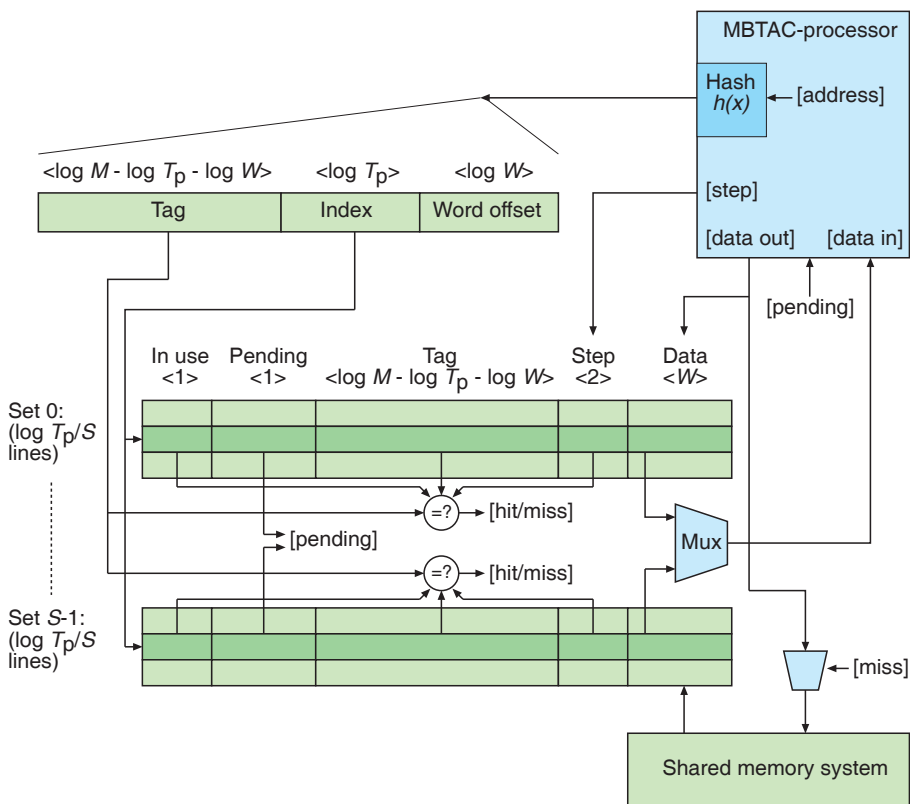 MBTAC-processor
Hash
h(x)
[address]
<log M - log Tp - log W>
<log Tp>
<log W>
[step]
Tag
Index
Word offset
[data out]
[data in]
[pending]
In use
<1>
Pending
<1>
Tag
<log M - log Tp - log W>
Step
<2>
Data
<W>
Set 0:
(log Tp/S
lines)
=?
[hit/miss]
[pending]
Mux
=?
[hit/miss]
Set S-1:
(log Tp/S
lines)
[miss]
Shared memory system